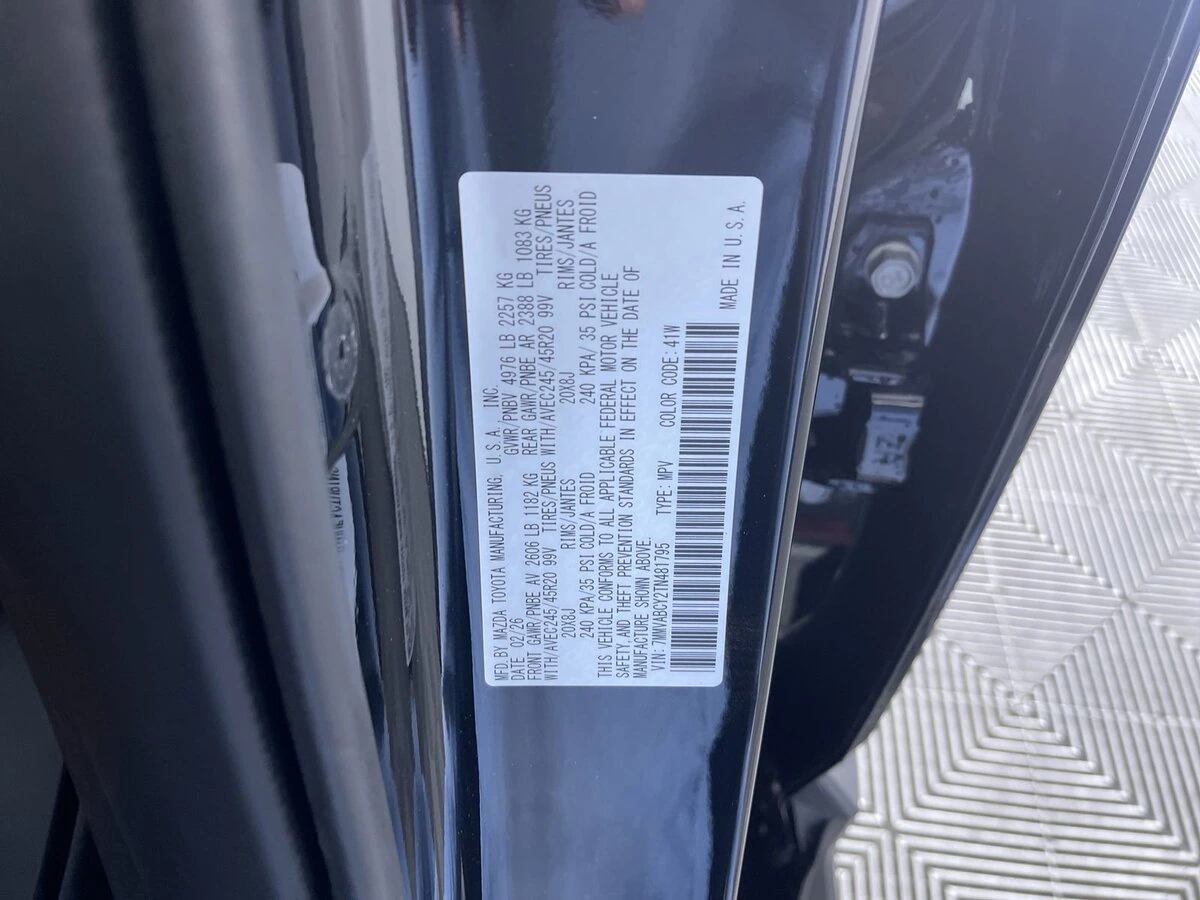 MFD.BY MAZDA TOYOTA MANUFACTURING, U.S.A. INC.
DATE 02/26 GVWR/PNBV 4976 LB 2257 KG
FRONT GAWR/PNBE AV 2606 LB 1182 KG REAR GAWR/PNBE AR 2388 LB 1083 KG
WITH/AVEC245/45R20 99V TIRES/PNEUS WITH/AVEC245/45R20 99V TIRES/PNEUS
20X8J RIMS/JANTES 20X8J RIMS/JANTES
240 KPA/35 PSI COLD/A FROID 240 KPA/ 35 PSI COLD/A FROID
THIS VEHICLE CONFORMS TO ALL APPLICABLE FEDERAL MOTOR VEHICLE
SAFETY, AND THEFT PREVENTION STANDARDS IN EFFECT ON THE DATE OF
MANUFACTURE SHOWN ABOVE.
VIN: 7MMVABCY2TN481795 TYPE: MPV COLOR CODE: 41W
MADE IN U.S.A.